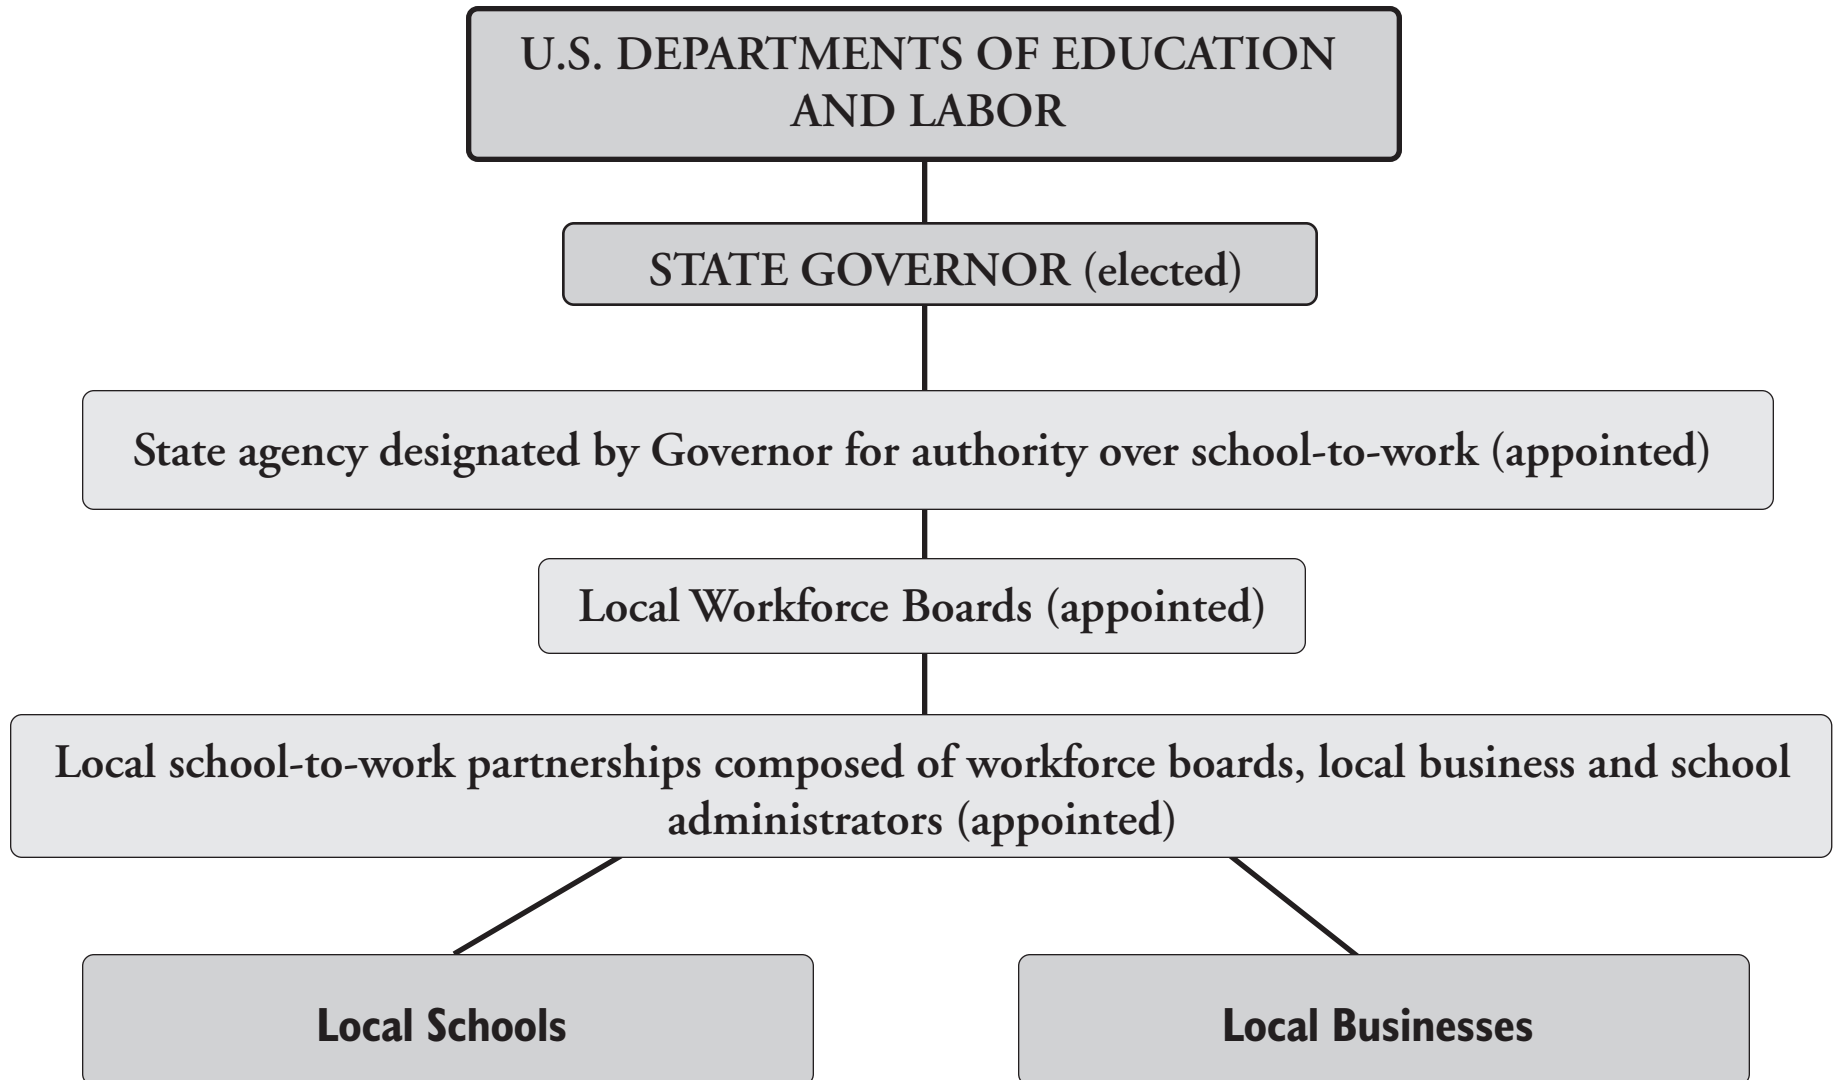 U.S. DEPARTMENTS OF EDUCATION
AND LABOR
STATE GOVERNOR (elected)
State agency designated by Governor for authority over school-to-work (appointed)
Local Workforce Boards (appointed)
Local school-to-work partnerships composed of workforce boards, local business and school
administrators (appointed)
Local Schools
Local Businesses